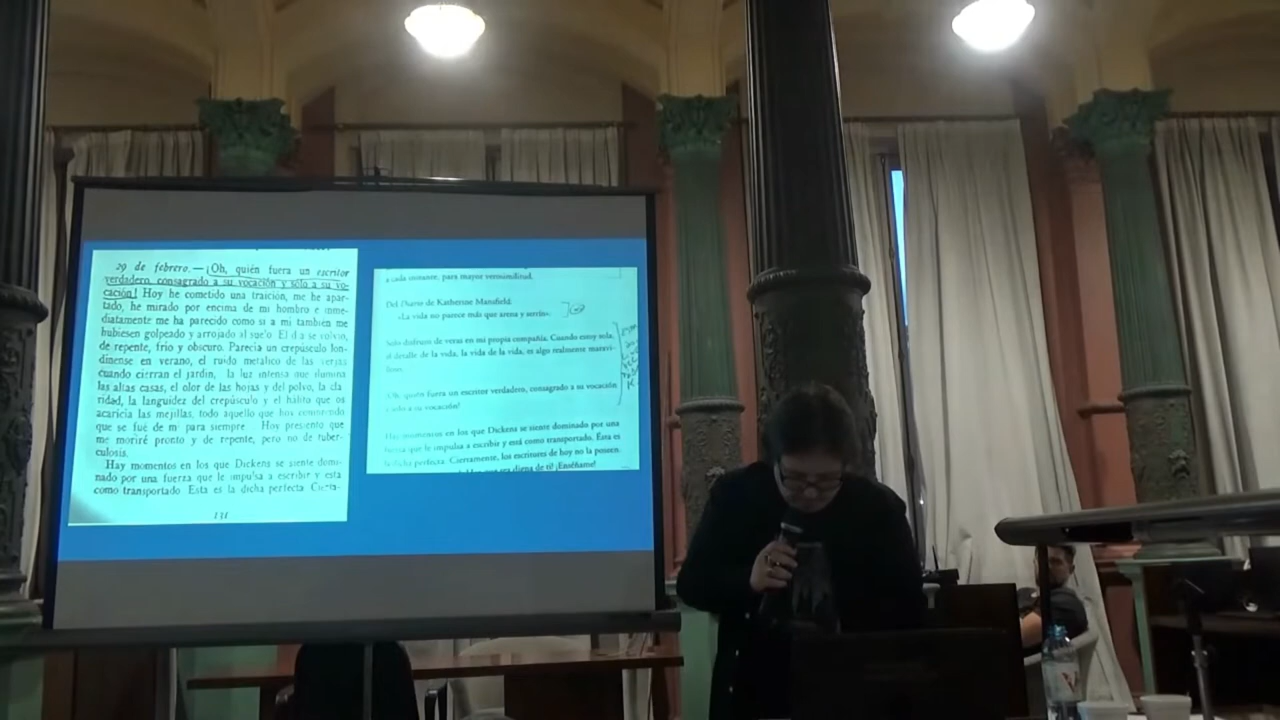 29 de febrero.—¡Oh, quién fuera un escritor
verdadero, consagrado a su vocación y sólo a su vo-
cación! Hoy he cometido una traición, me he apar-
tado, he mirado por encima de mi hombro e inme-
diatamente me ha parecido como si a mí también me
hubiesen golpeado y arrojado al suelo. El día se volvió,
de repente, frío y obscuro. Parecía un crepúsculo lon-
dinense en verano, el ruido metálico de las verjas
cuando cierran el jardín, la luz intensa que ilumina
las altas casas, el olor de las hojas y del polvo, la cla
ridad, la languidez del crepúsculo y el hálito que os
acaricia las mejillas, todo aquello que hoy
que se fué de mí para siempre Hoy presiento que
me moriré pronto y de repente, pero no de tuber-
culosis.
Hay momentos en los que Dickens se siente domi-
nado por una fuerza que le impulsa a escribir y está
como transportado Esta es la dicha perfecta
131
a cada instante, para mayor verosimilitud.
Del Diario de Katherine Mansfield:
«La vida no parece más que arena y serrín».
Sólo disfruto de veras en mi propia compañía. Cuando estoy sola,
el detalle de la vida, la vida de la vida, es algo realmente maravi-
lloso.
¡Oh, quién fuera un escritor verdadero, consagrado a su vocación
a su vocación!
Hay momentos en los que Dickens se siente dominado por una
fuerza que le impulsa a escribir y está como transportado. Ésta es
la dicha perfecta. Ciertamente, los escritores de hoy no la poseen.
sea digna de ti! ¡Enséñame!